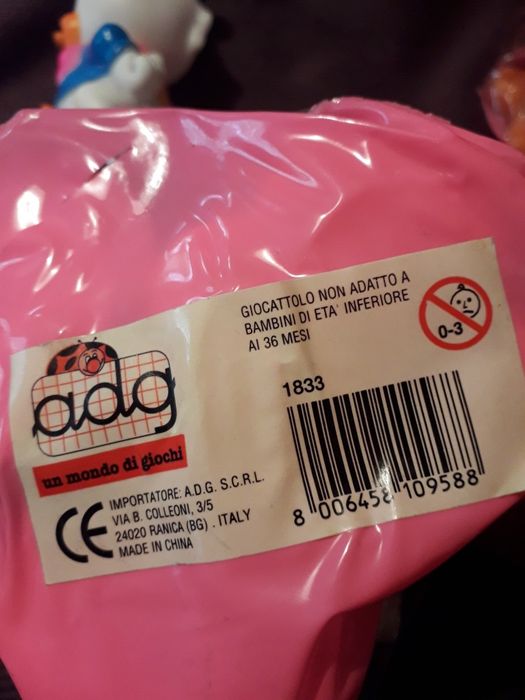 GIOCATTOLO NON ADATTO A
BAMBINI DI ETA' INFERIORE
AI 36 MESI
0-3
adg
un mondo di giochi
1833
8 006458 109588
IMPORTATORE: A.D.G. S.C.R.L.
VIA B. COLLEONI, 3/5
24020 RANICA (BG) . ITALY
MADE IN CHINA
CE